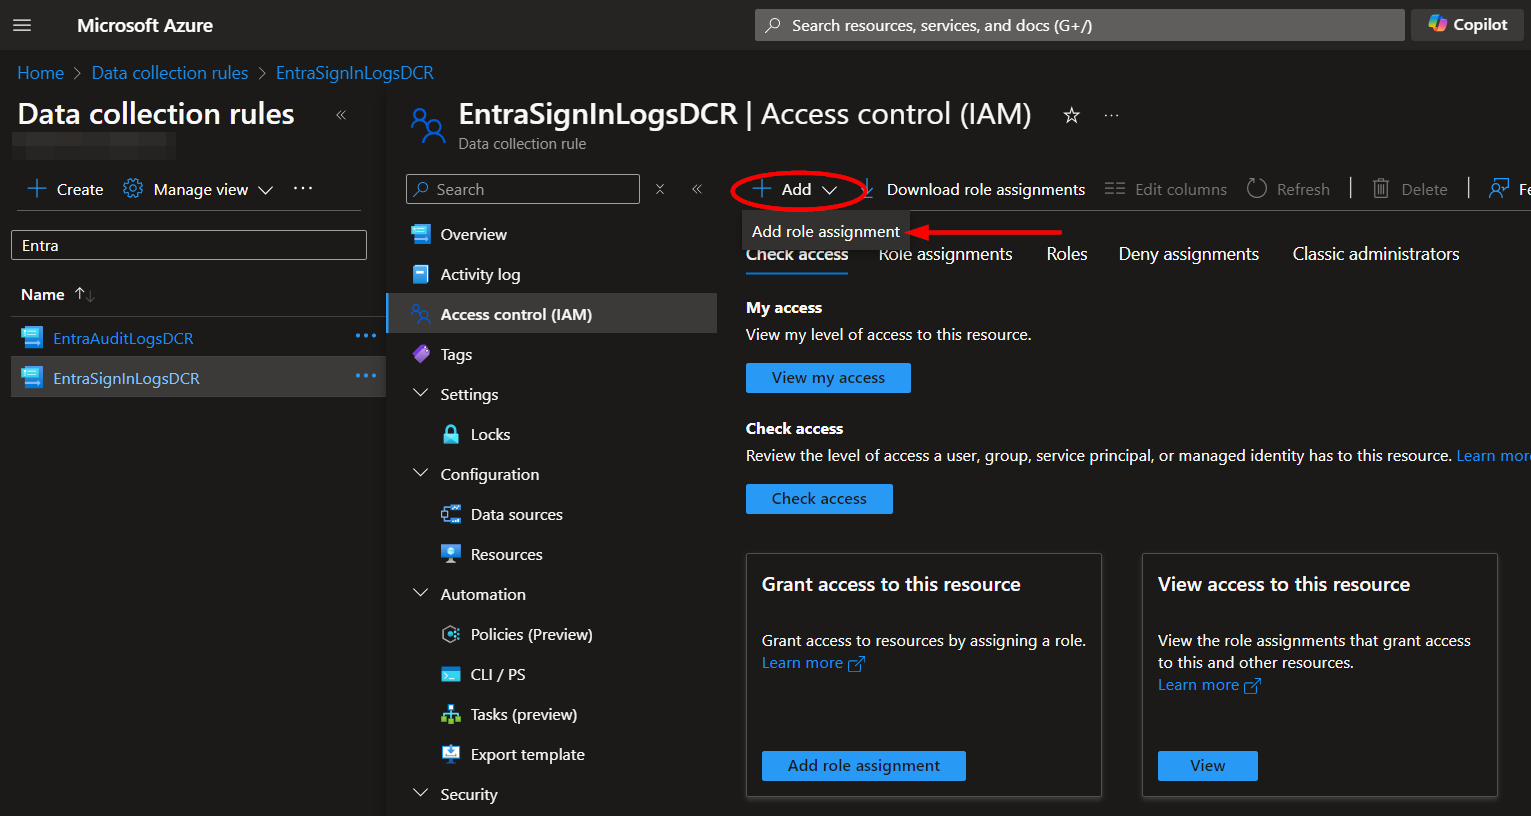 Microsoft Azure
Search resources, services, and docs (G+/)
Copilot
Home > Data collection rules > EntraSignInLogsDCR
Data collection rules
Create
Manage view
Entra
Name
EntraAuditLogsDCR
EntraSignInLogsDCR
EntraSignInLogsDCR | Access control (IAM)
Data collection rule
Search
Overview
Activity log
Access control (IAM)
Tags
Settings
Locks
Configuration
Data sources
Resources
Automation
Policies (Preview)
CLI / PS
Tasks (preview)
Export template
Security
Add
Download role assignments
Edit columns
Refresh
Delete
Fe
Add role assignment
Check access
Role assignments
Roles
Deny assignments
Classic administrators
My access
View my level of access to this resource.
View my access
Check access
Review the level of access a user, group, service principal, or managed identity has to this resource. Learn mor
Check access
Grant access to this resource
Grant access to resources by assigning a role.
Learn more
Add role assignment
View access to this resource
View the role assignments that grant access
to this and other resources.
Learn more
View